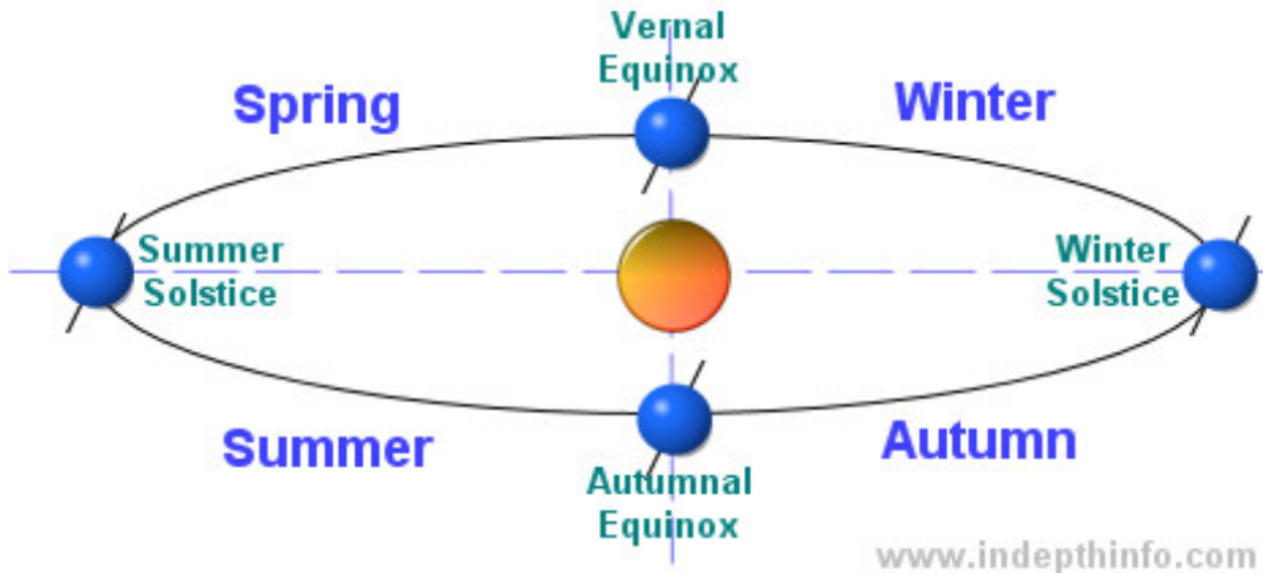 Vernal
Equinox
Spring
Winter
Summer
Solstice
Winter
Solstice
Summer
Autumn
Autumnal
Equinox
www.indepthinfo.com